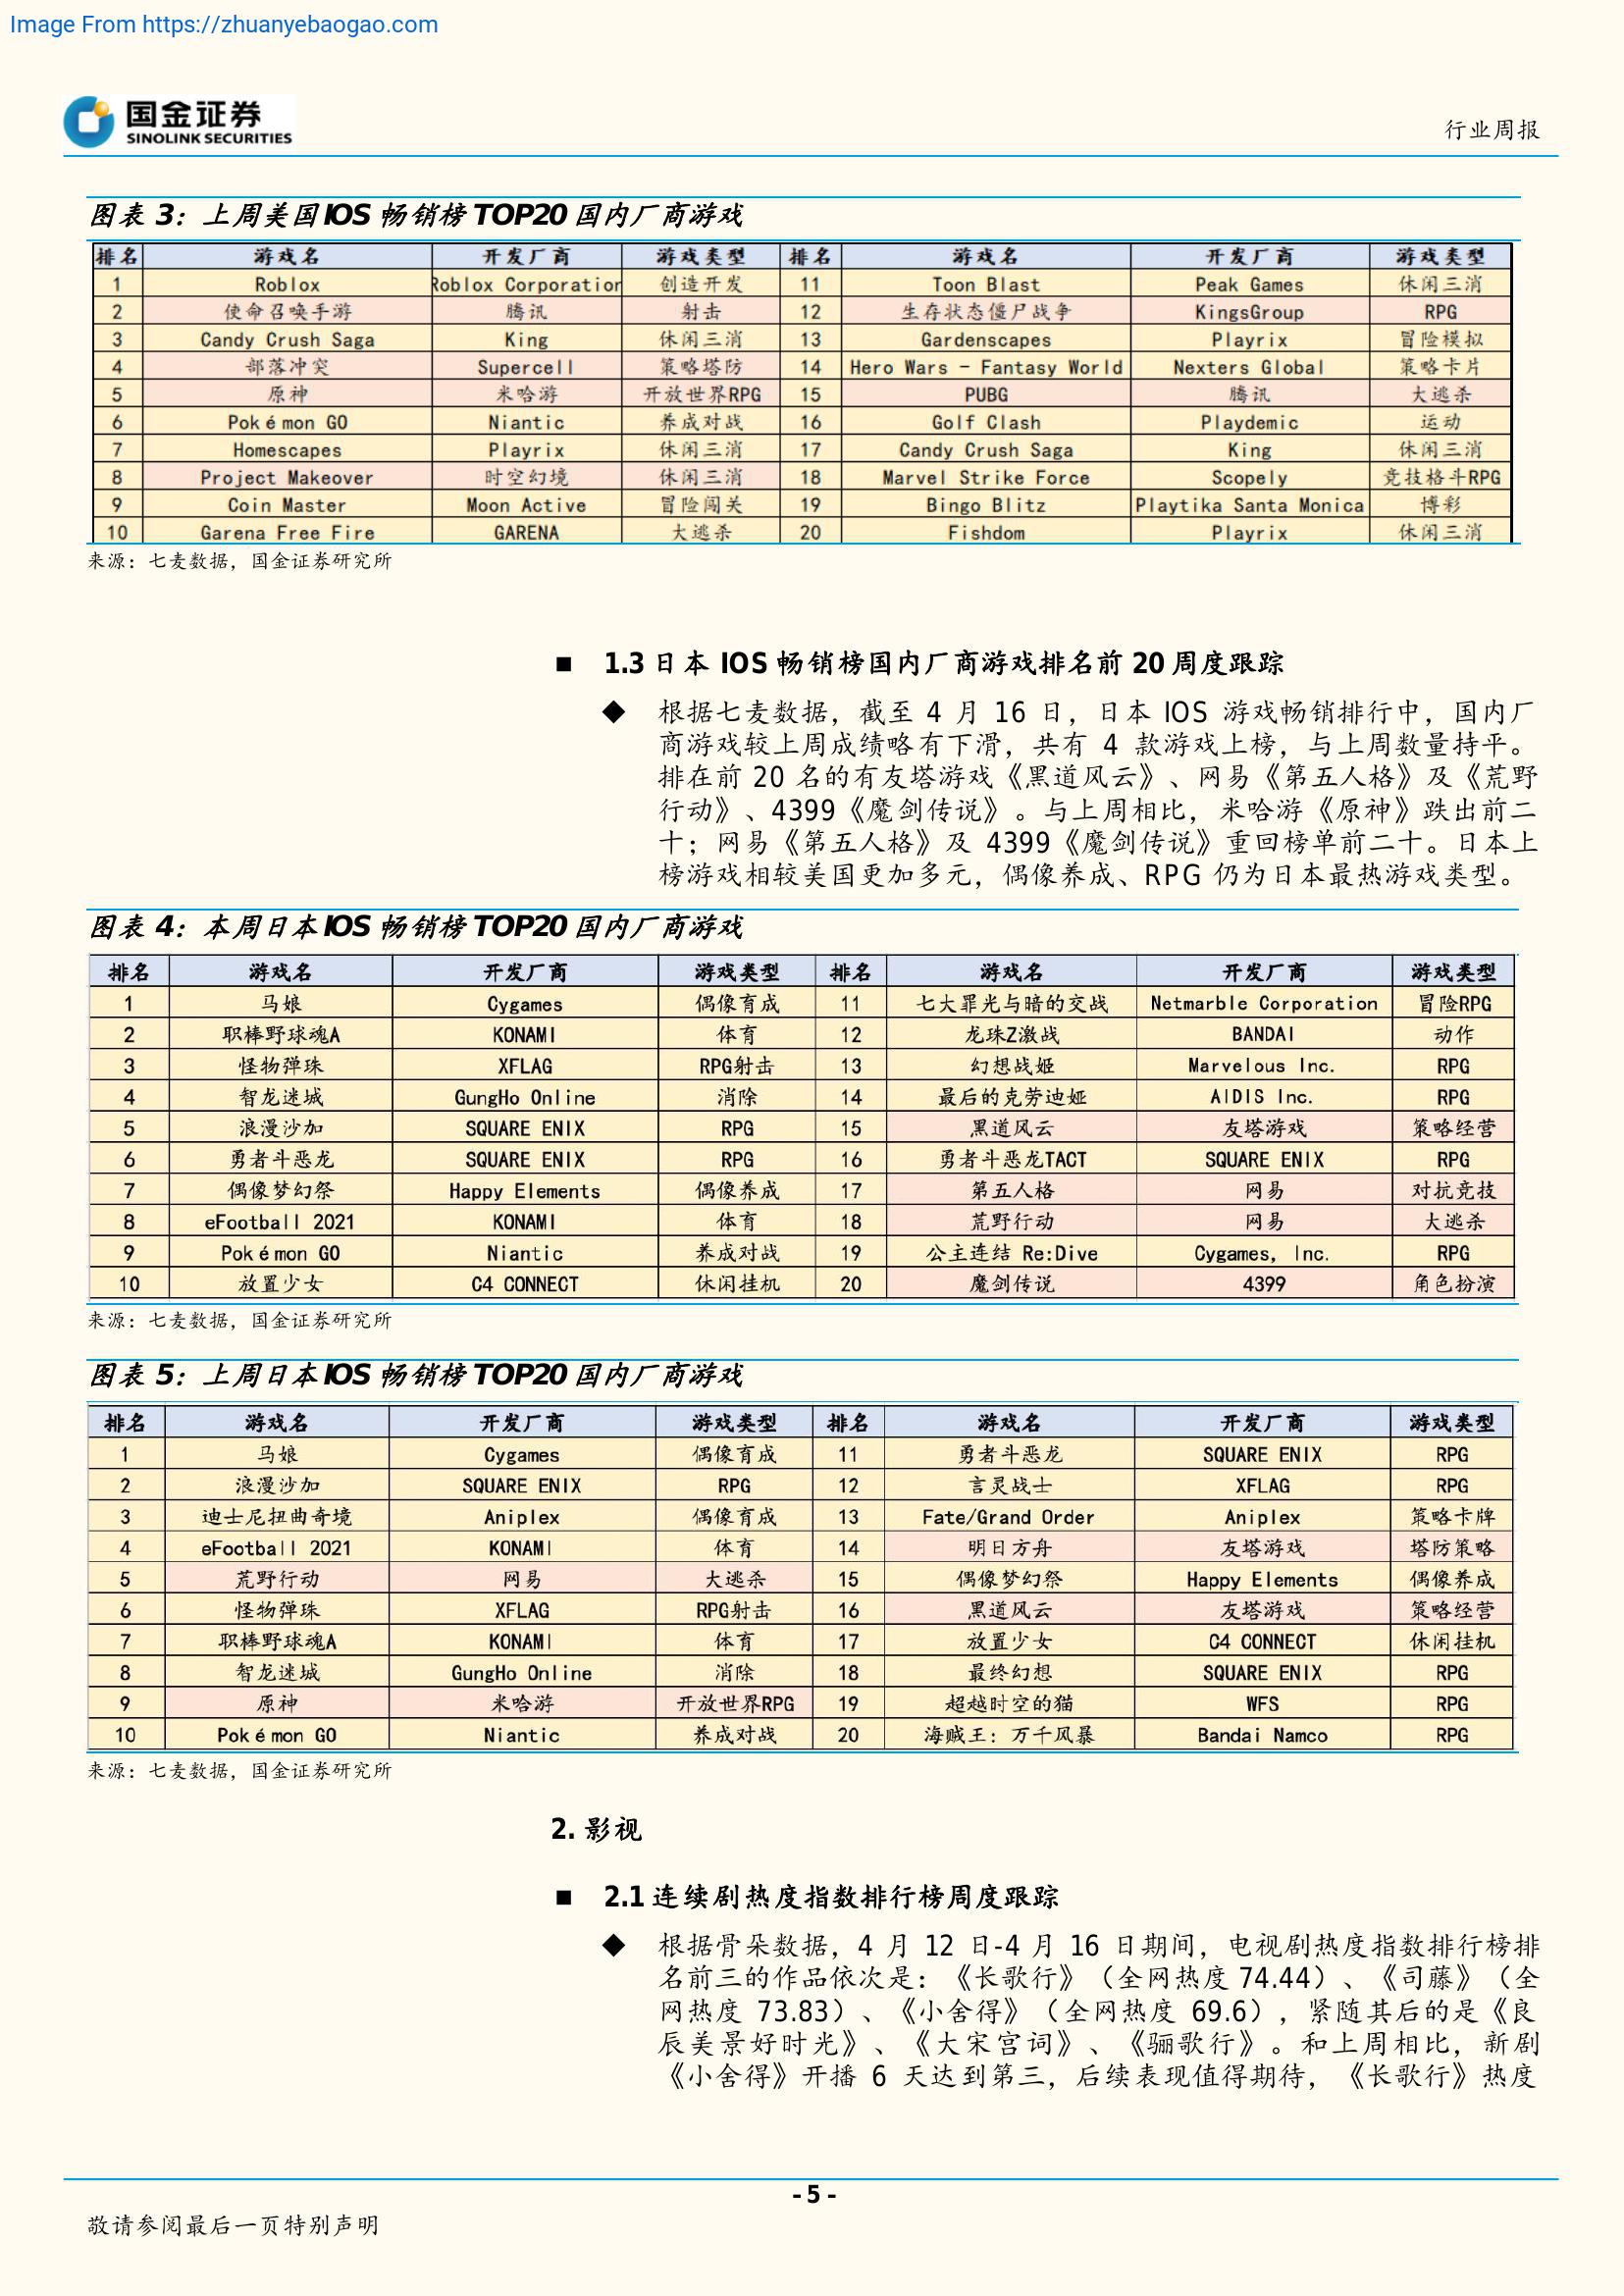 Image From https://zhuanyebaogao.com
国金证券
SINOLINK SECURITIES
行业周报
图表 3：上周美国 IOS 畅销榜 TOP20 国内厂商游戏
排名 游戏名 开发厂商 游戏类型 排名 游戏名 开发厂商 游戏类型
1 Roblox Roblox Corporation 创造开发 11 Toon Blast Peak Games 休闲三消
2 使命召唤手游 腾讯 射击 12 生存状态僵尸战争 KingsGroup RPG
3 Candy Crush Saga King 休闲三消 13 Gardenscapes Playrix 冒险模拟
4 部落冲突 Supercell 策略塔防 14 Hero Wars - Fantasy World Nexters Global 策略卡片
5 原神 米哈游 开放世界RPG 15 PUBG 腾讯 大逃杀
6 Pokémon GO Niantic 养成对战 16 Golf Clash Playdemic 运动
7 Homescapes Playrix 休闲三消 17 Candy Crush Saga King 休闲三消
8 Project Makeover 时空幻境 休闲三消 18 Marvel Strike Force Scopely 竞技格斗RPG
9 Coin Master Moon Active 冒险闯关 19 Bingo Blitz Playtika Santa Monica 博彩
10 Garena Free Fire GARENA 大逃杀 20 Fishdom Playrix 休闲三消
来源：七麦数据，国金证券研究所
■ 1.3 日本 IOS 畅销榜国内厂商游戏排名前 20 周度跟踪
◆ 根据七麦数据，截至 4 月 16 日，日本 IOS 游戏畅销排行中，国内厂
商游戏较上周成绩略有下滑，共有 4 款游戏上榜，与上周数量持平。
排在前 20 名的有友塔游戏《黑道风云》、网易《第五人格》及《荒野
行动》、4399《魔剑传说》。与上周相比，米哈游《原神》跌出前二
十；网易《第五人格》及 4399《魔剑传说》重回榜单前二十。日本上
榜游戏相较美国更加多元，偶像养成、RPG 仍为日本最热游戏类型。
图表 4：本周日本 IOS 畅销榜 TOP20 国内厂商游戏
排名 游戏名 开发厂商 游戏类型 排名 游戏名 开发厂商 游戏类型
1 马娘 Cygames 偶像育成 11 七大罪光与暗的交战 Netmarble Corporation 冒险RPG
2 职棒野球魂A KONAMI 体育 12 龙珠Z激战 BANDAI 动作
3 怪物弹珠 XFLAG RPG射击 13 幻想战姬 Marvelous Inc. RPG
4 智龙迷城 GungHo Online 消除 14 最后的克劳迪娅 AIDIS Inc. RPG
5 浪漫沙加 SQUARE ENIX RPG 15 黑道风云 友塔游戏 策略经营
6 勇者斗恶龙 SQUARE ENIX RPG 16 勇者斗恶龙TACT SQUARE ENIX RPG
7 偶像梦幻祭 Happy Elements 偶像养成 17 第五人格 网易 对抗竞技
8 eFootball 2021 KONAMI 体育 18 荒野行动 网易 大逃杀
9 Pokémon GO Niantic 养成对战 19 公主连结 Re:Dive Cygames, Inc. RPG
10 放置少女 C4 CONNECT 休闲挂机 20 魔剑传说 4399 角色扮演
来源：七麦数据，国金证券研究所
图表 5：上周日本 IOS 畅销榜 TOP20 国内厂商游戏
排名 游戏名 开发厂商 游戏类型 排名 游戏名 开发厂商 游戏类型
1 马娘 Cygames 偶像育成 11 勇者斗恶龙 SQUARE ENIX RPG
2 浪漫沙加 SQUARE ENIX RPG 12 言灵战士 XFLAG RPG
3 迪士尼扭曲奇境 Aniplex 偶像育成 13 Fate/Grand Order Aniplex 策略卡牌
4 eFootball 2021 KONAMI 体育 14 明日方舟 友塔游戏 塔防策略
5 荒野行动 网易 大逃杀 15 偶像梦幻祭 Happy Elements 偶像养成
6 怪物弹珠 XFLAG RPG射击 16 黑道风云 友塔游戏 策略经营
7 职棒野球魂A KONAMI 体育 17 放置少女 C4 CONNECT 休闲挂机
8 智龙迷城 GungHo Online 消除 18 最终幻想 SQUARE ENIX RPG
9 原神 米哈游 开放世界RPG 19 超越时空的猫 WFS RPG
10 Pokémon GO Niantic 养成对战 20 海贼王：万千风暴 Bandai Namco RPG
来源：七麦数据，国金证券研究所
2. 影视
■ 2.1 连续剧热度指数排行榜周度跟踪
◆ 根据骨朵数据，4 月 12 日-4 月 16 日期间，电视剧热度指数排行榜排
名前三的作品依次是：《长歌行》（全网热度 74.44）、《司藤》（全
网热度 73.83）、《小舍得》（全网热度 69.6），紧随其后的是《良
辰美景好时光》、《大宋宫词》、《骊歌行》。和上周相比，新剧
《小舍得》开播 6 天达到第三，后续表现值得期待，《长歌行》热度
- 5 -
敬请参阅最后一页特别声明